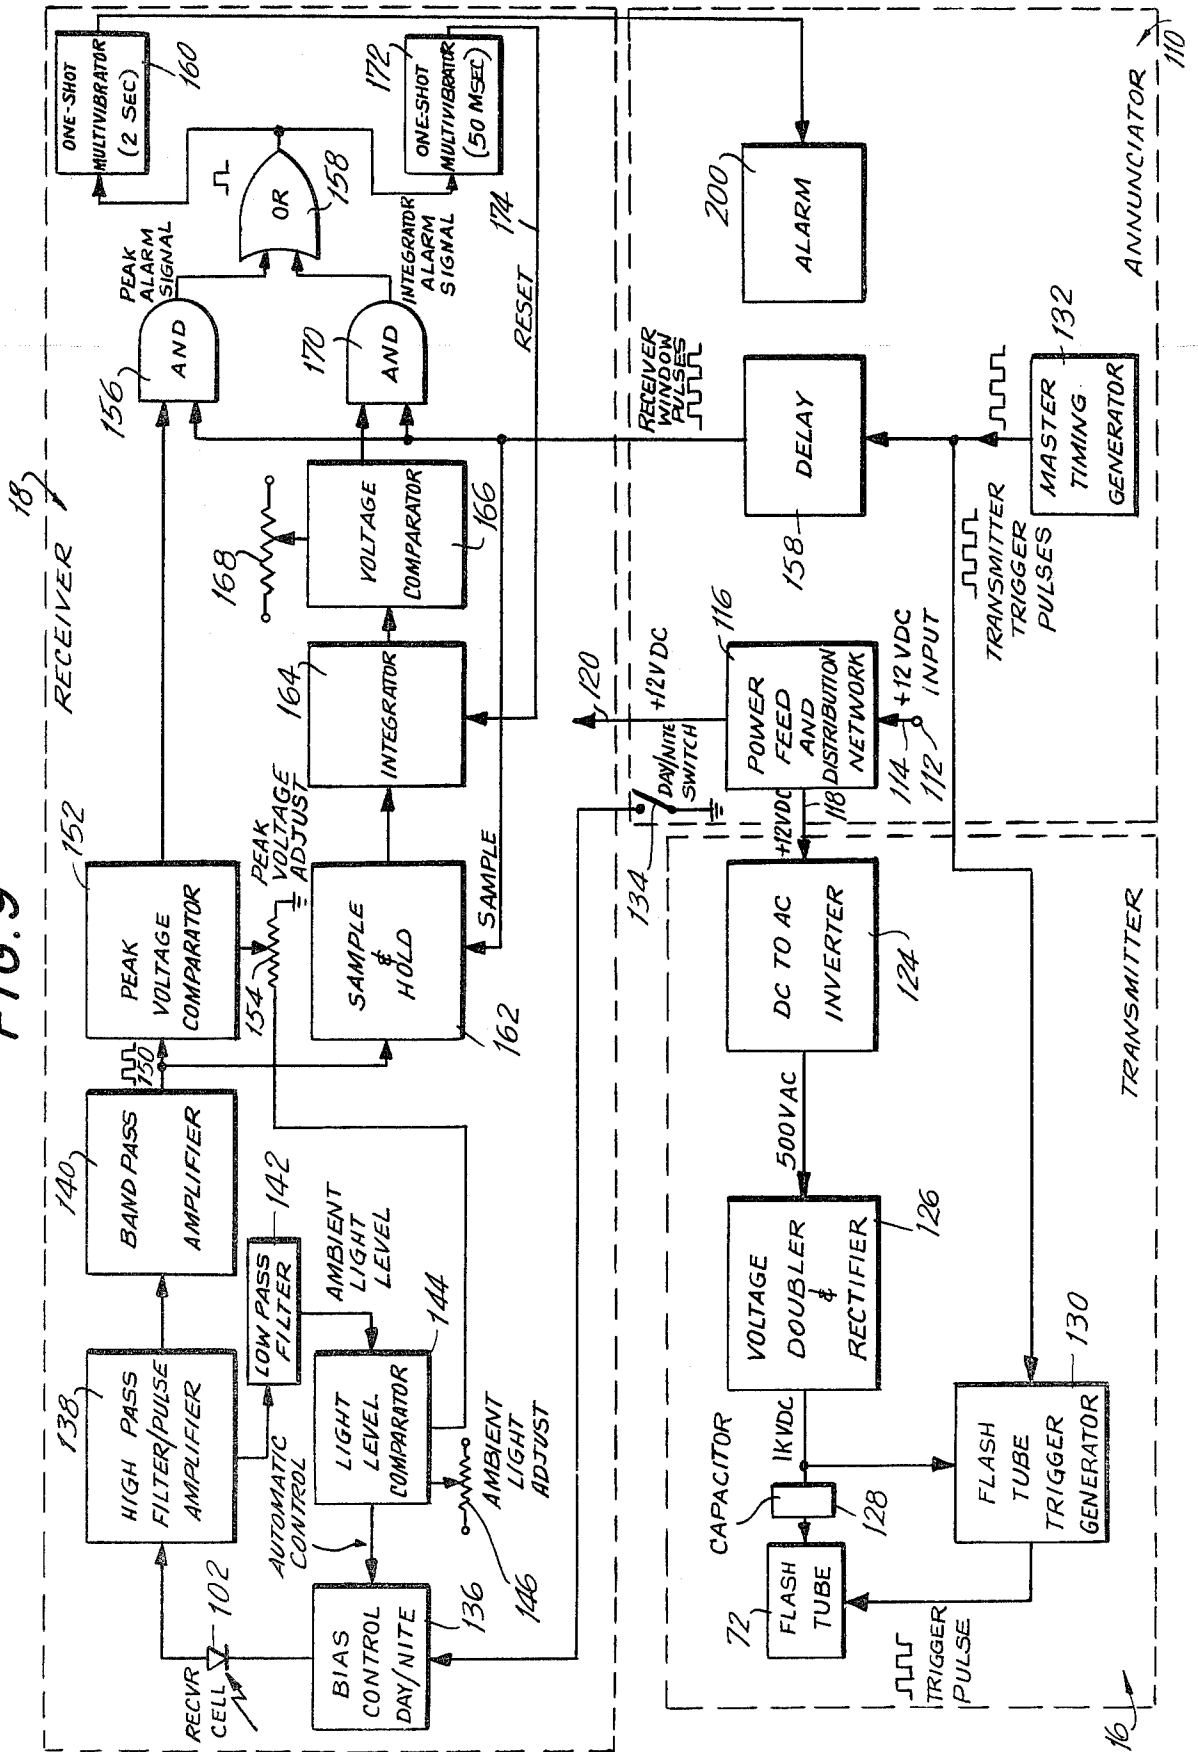 FIG. 9
RECEIVER
18
RECVR
CELL
102
BIAS
CONTROL
DAY/NITE
136
HIGH PASS
FILTER/PULSE
AMPLIFIER
138
AUTOMATIC
CONTROL
LOW PASS
FILTER
142
AMBIENT
LIGHT
LEVEL
LIGHT
LEVEL
COMPARATOR
144
146
AMBIENT
LIGHT
ADJUST
BAND PASS
AMPLIFIER
140
150
PEAK
VOLTAGE
COMPARATOR
152
154
PEAK
VOLTAGE
ADJUST
SAMPLE
&
HOLD
162
SAMPLE
INTEGRATOR
164
VOLTAGE
COMPARATOR
166
168
AND
156
PEAK
ALARM
SIGNAL
AND
170
INTEGRATOR
ALARM
SIGNAL
OR
158
ONE-SHOT
MULTIVIBRATOR
(2 SEC)
160
ONE-SHOT
MULTIVIBRATOR
(50 MSEC)
172
RESET
174
134
DAY/NITE
SWITCH
120
+12V DC
POWER
FEED
AND
DISTRIBUTION
NETWORK
116
114
112
+12VDC
INPUT
118
+12VDC
RECEIVER
WINDOW
PULSES
DELAY
158
ALARM
200
MASTER
TIMING
GENERATOR
132
TRANSMITTER
TRIGGER
PULSES
ANNUNCIATOR
110
DC TO AC
INVERTER
124
500VAC
VOLTAGE
DOUBLER
&
RECTIFIER
126
1KVDC
CAPACITOR
128
FLASH
TUBE
72
FLASH
TUBE
TRIGGER
GENERATOR
130
TRIGGER
PULSE
TRANSMITTER
16